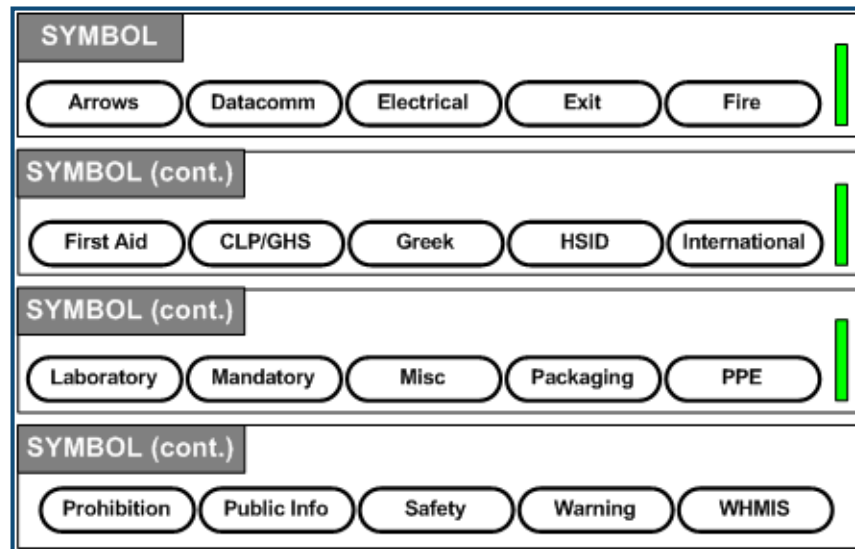 SYMBOL
Arrows Datacomm Electrical Exit Fire
SYMBOL (cont.)
First Aid CLP/GHS Greek HSID International
SYMBOL (cont.)
Laboratory Mandatory Misc Packaging PPE
SYMBOL (cont.)
Prohibition Public Info Safety Warning WHMIS